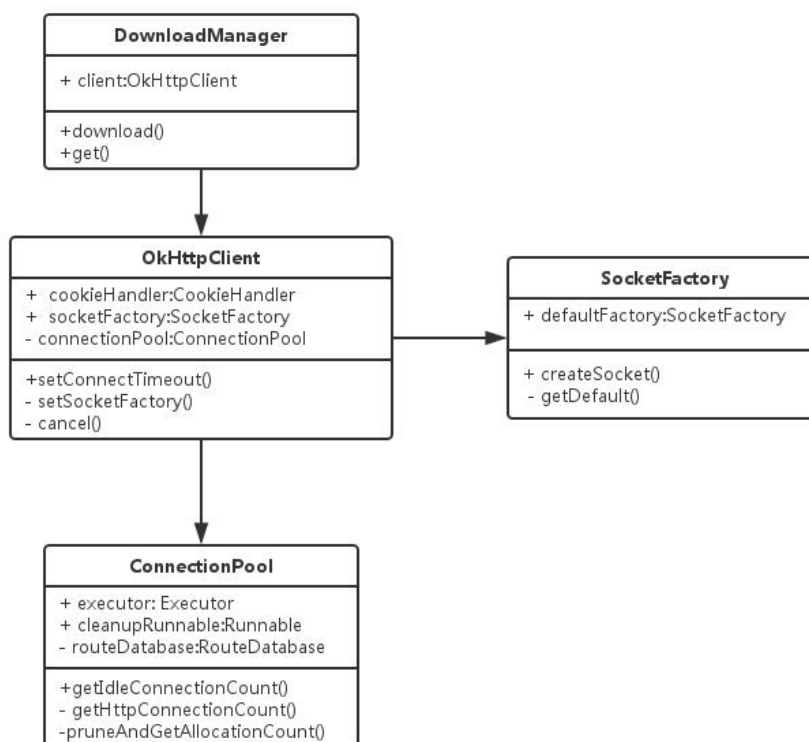 DownloadManager
+ client:OkHttpClient
+download()
+get()
OkHttpClient
+ cookieHandler:CookieHandler
+ socketFactory:SocketFactory
- connectionPool:ConnectionPool
+setConnectTimeout()
- setSocketFactory()
- cancel()
SocketFactory
+ defaultFactory:SocketFactory
+ createSocket()
- getDefault()
ConnectionPool
+ executor: Executor
+ cleanupRunnable:Runnable
- routeDatabase:RouteDatabase
+getIdleConnectionCount()
- getHttpConnectionCount()
-pruneAndGetAllocationCount()